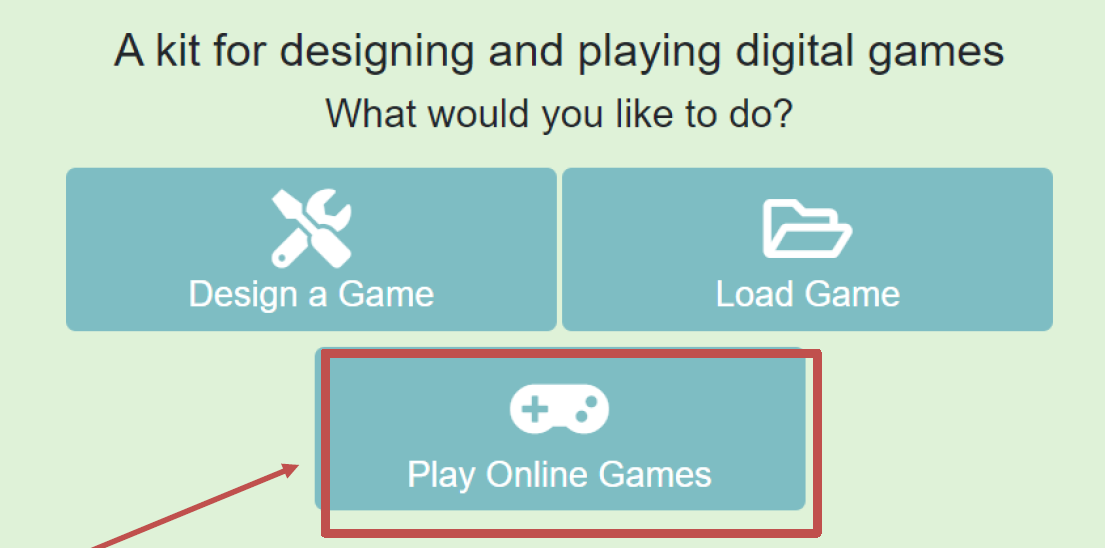 A kit for designing and playing digital games
What would you like to do?
Design a Game
Load Game
Play Online Games